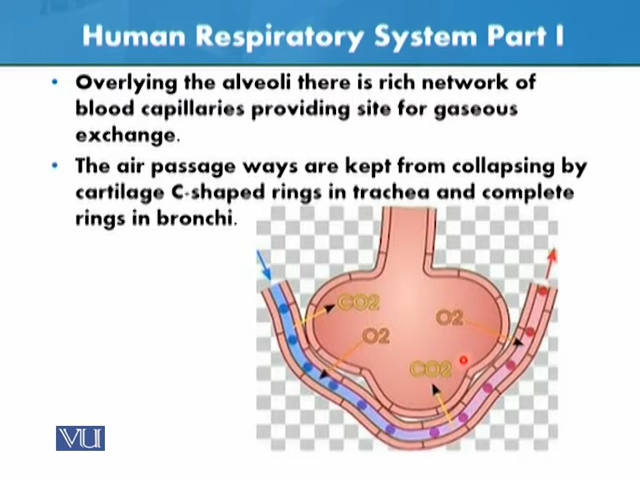 Human Respiratory System Part I
• Overlying the alveoli there is rich network of
blood capillaries providing site for gaseous
exchange.
• The air passage ways are kept from collapsing by
cartilage C-shaped rings in trachea and complete
rings in bronchi.
CO2
O2
O2
CO2
VU